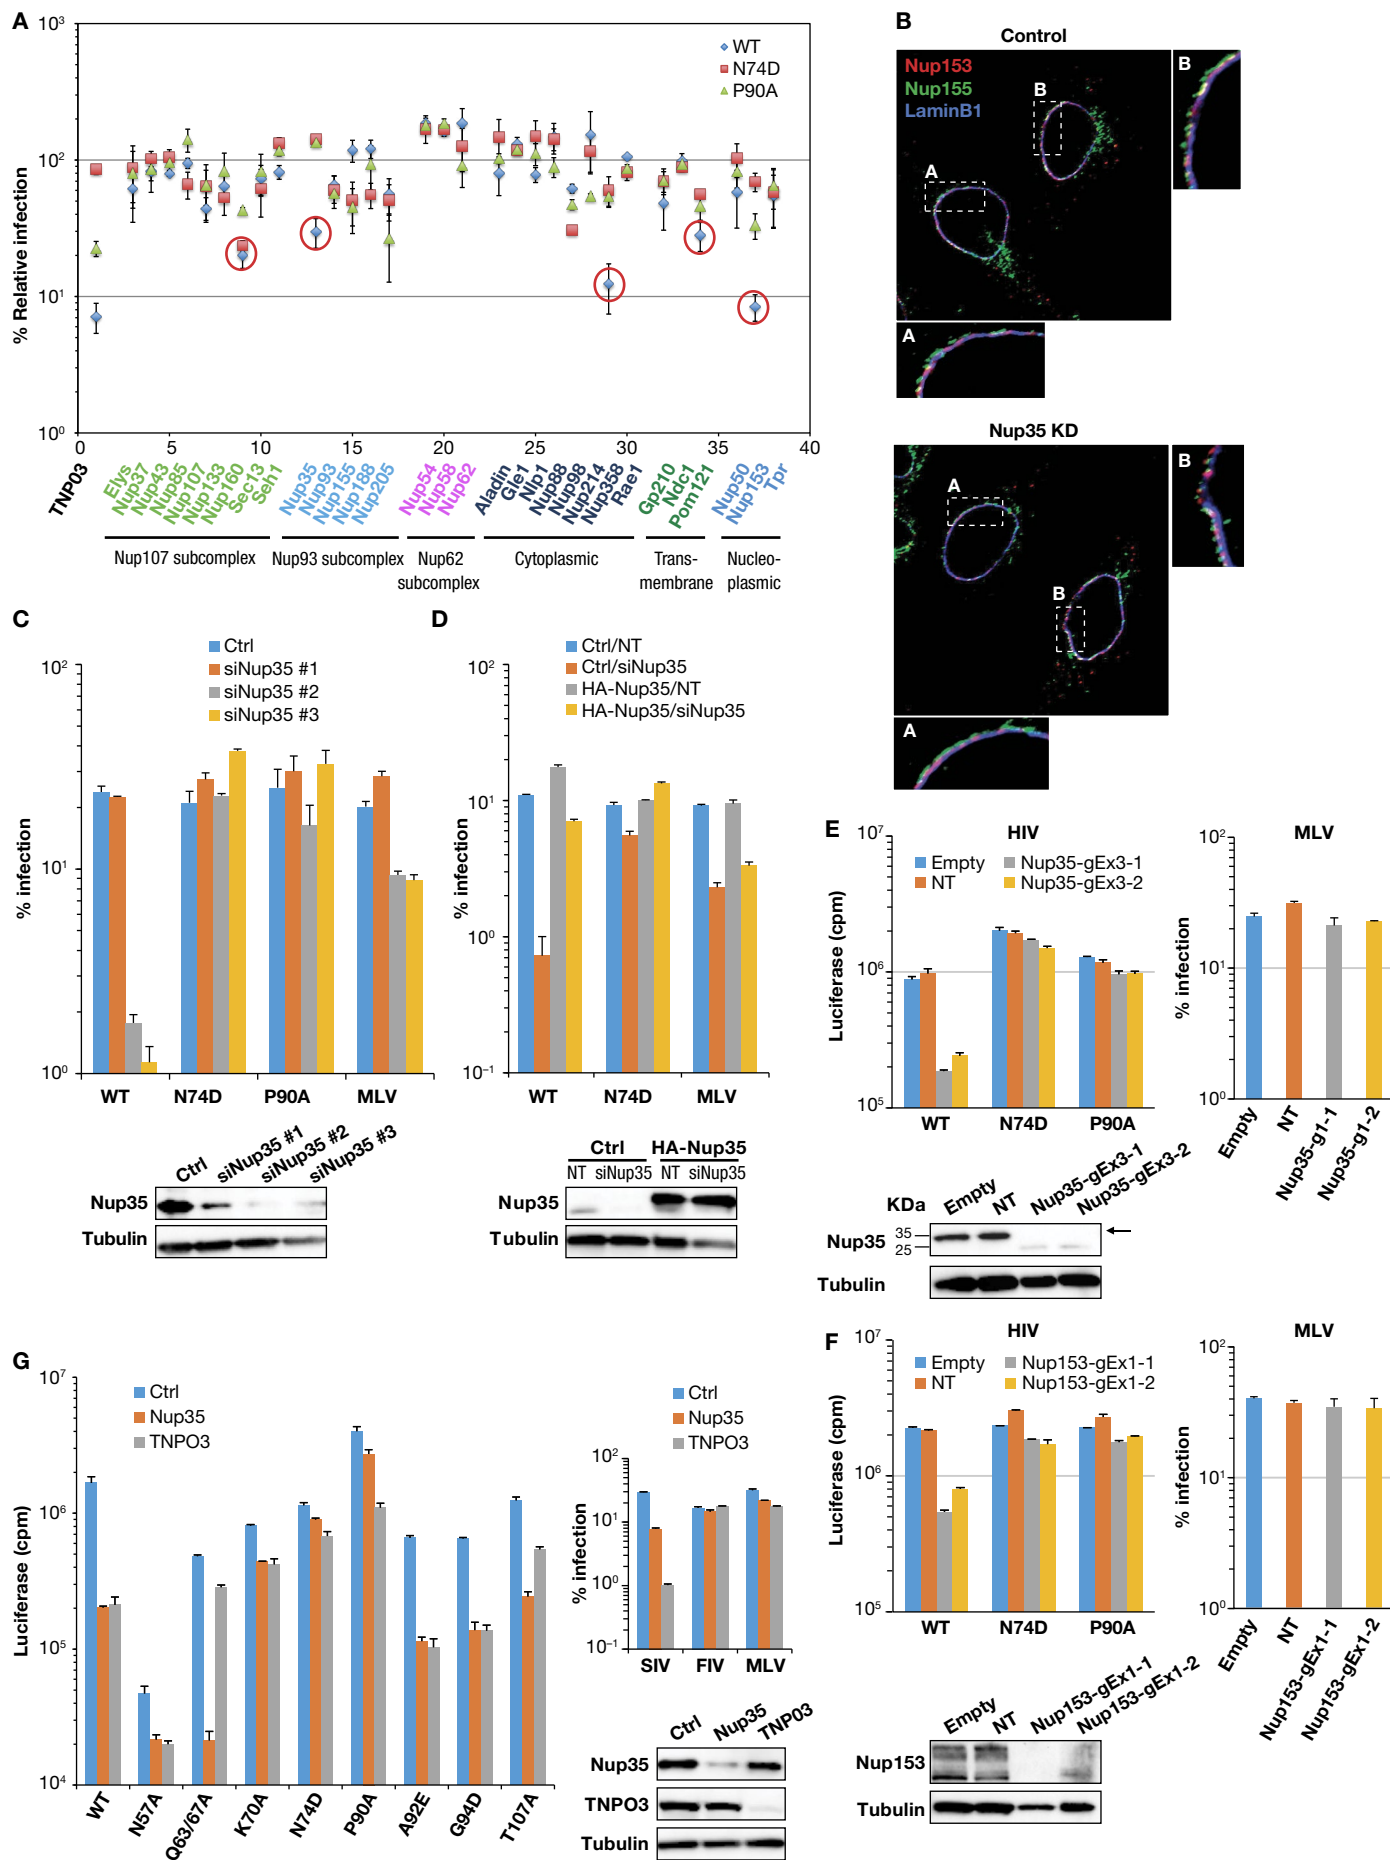 A
% Relative infection
10³
10²
10¹
10⁰
WT
N74D
P90A
0 5 10 15 20 25 30 35 40
TNP03
Elys
Nup37
Nup43
Nup85
Nup107
Nup133
Nup160
Sec13
Seh1
Nup35
Nup93
Nup155
Nup188
Nup205
Nup54
Nup58
Nup62
Aladin
Gle1
Nlp1
Nup88
Nup98
Nup214
Nup358
Rae1
Gp210
Ndc1
Pom121
Nup50
Nup153
Tpr
Nup107 subcomplex
Nup93 subcomplex
Nup62
subcomplex
Cytoplasmic
Trans-
membrane
Nucleo-
plasmic
B
Control
Nup153
Nup155
LaminB1
B
A
B
A
Nup35 KD
A
B
B
A
C
Ctrl
siNup35 #1
siNup35 #2
siNup35 #3
% infection
10²
10¹
10⁰
WT N74D P90A MLV
Ctrl
siNup35 #1
siNup35 #2
siNup35 #3
Nup35
Tubulin
D
Ctrl/NT
Ctrl/siNup35
HA-Nup35/NT
HA-Nup35/siNup35
% infection
10²
10¹
10⁰
10⁻¹
WT N74D MLV
Ctrl HA-Nup35
NT siNup35 NT siNup35
Nup35
Tubulin
E
HIV
Empty
NT
Nup35-gEx3-1
Nup35-gEx3-2
Luciferase (cpm)
10⁷
10⁶
10⁵
WT N74D P90A
MLV
% infection
10²
10¹
10⁰
Empty
NT
Nup35-g1-1
Nup35-g1-2
Empty
NT
Nup35-gEx3-1
Nup35-gEx3-2
KDa
35
25
Nup35
Tubulin
F
HIV
Empty
NT
Nup153-gEx1-1
Nup153-gEx1-2
Luciferase (cpm)
10⁷
10⁶
10⁵
WT N74D P90A
MLV
% infection
10²
10¹
10⁰
Empty
NT
Nup153-gEx1-1
Nup153-gEx1-2
Empty
NT
Nup153-gEx1-1
Nup153-gEx1-2
Nup153
Tubulin
G
Ctrl
Nup35
TNPO3
Luciferase (cpm)
10⁷
10⁶
10⁵
10⁴
WT
N57A
Q63/67A
K70A
N74D
P90A
A92E
G94D
T107A
Ctrl
Nup35
TNPO3
% infection
10²
10¹
10⁰
10⁻¹
SIV FIV MLV
Ctrl
Nup35
TNP03
Nup35
TNPO3
Tubulin